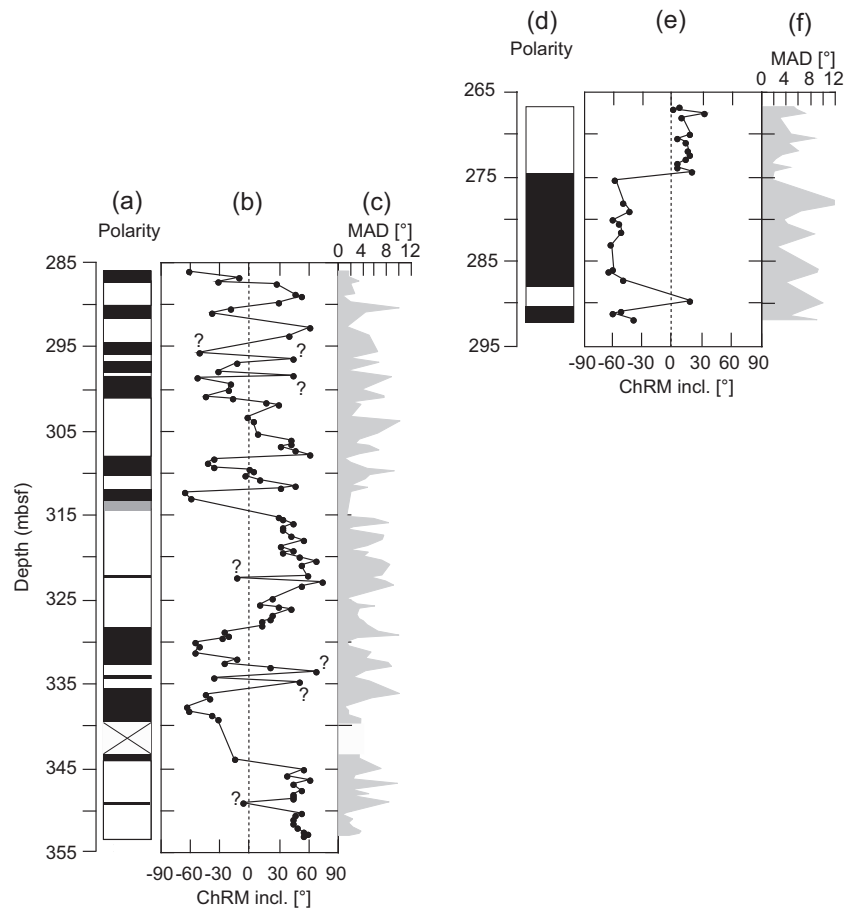 (d)
(e)
(f)
Polarity
MAD [°]
0 4 8 12
265
275
285
295
-90 -60 -30 0 30 60 90
ChRM incl. [°]
(a)
(b)
(c)
Polarity
MAD [°]
0 4 8 12
285
295
305
315
325
335
345
355
Depth (mbsf)
?
?
?
?
?
?
?
-90 -60 -30 0 30 60 90
ChRM incl. [°]